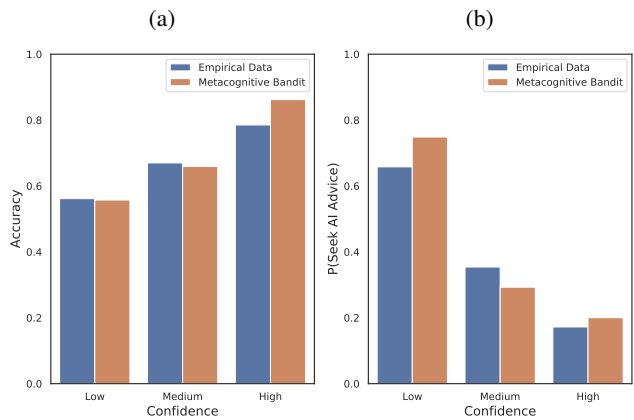 (a)
(b)
1.0
0.8
0.6
0.4
0.2
0.0
Accuracy
Empirical Data
Metacognitive Bandit
Low
Medium
High
Confidence
1.0
0.8
0.6
0.4
0.2
0.0
P(Seek AI Advice)
Empirical Data
Metacognitive Bandit
Low
Medium
High
Confidence